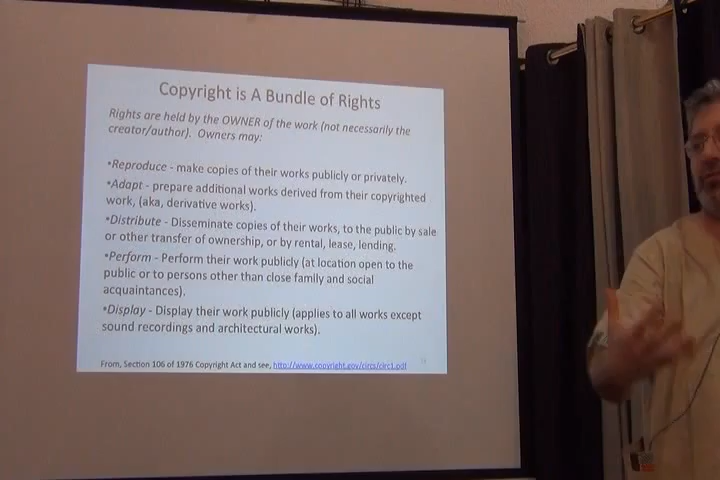 Copyright is A Bundle of Rights
Rights are held by the OWNER of the work (not necessarily the
creator/author). Owners may:
•Reproduce - make copies of their works publicly or privately.
•Adapt - prepare additional works derived from their copyrighted
work, (aka, derivative works).
•Distribute - Disseminate copies of their works, to the public by sale
or other transfer of ownership, or by rental, lease, lending.
•Perform - Perform their work publicly (at location open to the
public or to persons other than close family and social
acquaintances).
•Display - Display their work publicly (applies to all works except
sound recordings and architectural works).
From, Section 106 of 1976 Copyright Act and see, http://www.copyright.gov/circs/circ1.pdf